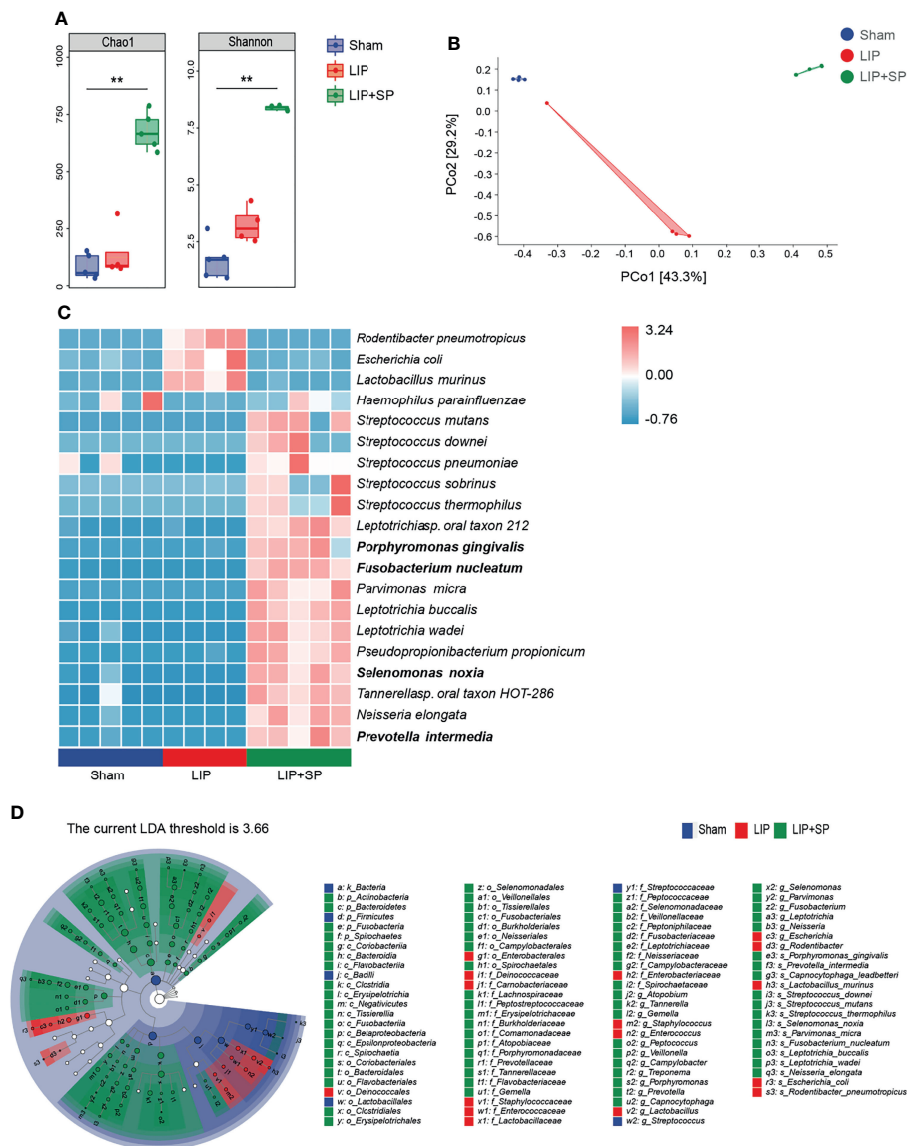 A
Chao1
Shannon
Sham
LIP
LIP+SP
**
**
1000
750
500
250
0
10.0
7.5
5.0
2.5
B
Sham
LIP
LIP+SP
0.2
0.1
0.0
-0.1
-0.2
-0.3
-0.4
-0.5
-0.6
PCo2 [29.2%]
-0.4
-0.3
-0.2
-0.1
0.0
0.1
0.2
0.3
0.4
0.5
PCo1 [43.3%]
C
Rodentibacter pneumotropicus
Escherichia coli
Lactobacillus murinus
Haemophilus parainfluenzae
Streptococcus mutans
Streptococcus downei
Streptococcus pneumoniae
Streptococcus sobrinus
Streptococcus thermophilus
Leptotrichiasp. oral taxon 212
Porphyromonas gingivalis
Fusobacterium nucleatum
Parvimonas micra
Leptotrichia buccalis
Leptotrichia wadei
Pseudopropionibacterium propionicum
Selenomonas noxia
Tannerellasp. oral taxon HOT-286
Neisseria elongata
Prevotella intermedia
3.24
0.00
-0.76
Sham
LIP
LIP+SP
D
The current LDA threshold is 3.66
Sham
LIP
LIP+SP
a: k_Bacteria
b: p_Acinobacteria
c: p_Bacteroidetes
d: p_Firmicutes
e: p_Fuobacteria
f: p_Spiochaetes
g: c_Coriobacteriia
h: c_Bacteroidia
i: c_Flavobacteriia
j: c_Bacilli
k: c_Clstridia
l: c_Erysipelotrichia
m: c_Negativicutes
n: c_Tissierellia
o: c_Fusobacteriia
p: c_Beiaproteobacteria
q: c_Epsilonproteobacteria
r: c_Spiochaetia
s: o_Coriobacteriales
t: o_Bacteroidales
u: o_Flavobacteriales
v: o_Denococcales
w: o_Lactobacillales
x: o_Clstridiales
y: o_Erysipelotrichales
z: o_Selenomonadales
a1: o_Veillonellales
b1: o_Tissierellales
c1: o_Fusobacteriales
d1: o_Burkholderiales
e1: o_Neisseriales
f1: o_Campylobacterales
g1: o_Enterobacterales
h1: o_Spirochaetales
i1: f_Deinococcaceae
j1: f_Carnobacteriaceae
k1: f_Lachnospiraceae
l1: f_Peptostreptococcaceae
m1: f_Erysipelotrichaceae
n1: f_Burkholderiaceae
o1: f_Comamonadaceae
p1: f_Atopobiaceae
q1: f_Porphyromonadaceae
r1: f_Prevotellaceae
s1: f_Tannerellaceae
t1: f_Flavobacteriaceae
u1: f_Gemella
v1: f_Staphylococcaceae
w1: f_Enterococcaceae
x1: f_Lactobacillaceae
y1: f_Streptococcaceae
z1: f_Peptococcaceae
a2: f_Selenomonadaceae
b2: f_Veillonellaceae
c2: f_Peptoniphilaceae
d2: f_Fusobacteriaceae
e2: f_Leptotrichiaceae
f2: f_Neisseriaceae
g2: f_Campylobacteraceae
h2: f_Enterobacteriaceae
i2: f_Spirochaetaceae
j2: g_Atopobium
k2: g_Tannerella
l2: g_Gemella
m2: g_Staphylococcus
n2: g_Enterococcus
o2: g_Peptococcus
p2: g_Veillonella
q2: g_Campylobacter
r2: g_Treponema
s2: g_Porphyromonas
t2: g_Prevotella
u2: g_Capnocytophaga
v2: g_Lactobacillus
w2: g_Streptococcus
x2: g_Selenomonas
y2: g_Parvimonas
z2: g_Fusobacterium
a3: g_Leptotrichia
b3: g_Neisseria
c3: g_Escherichia
d3: g_Rodentibacter
e3: s_Porphyromonas_gingivalis
f3: s_Prevotella_intermedia
g3: s_Capnocytophaga_leadbetteri
h3: s_Lactobacillus_murinus
i3: s_Streptococcus_downei
j3: s_Streptococcus_mutans
k3: s_Streptococcus_thermophilus
l3: s_Selenomonas_noxia
m3: s_Parvimonas_micra
n3: s_Fusobacterium_nucleatum
o3: s_Leptotrichia_buccalis
p3: s_Leptotrichia_wadei
q3: s_Neisseria_elongata
r3: s_Escherichia_coli
s3: s_Rodentibacter_pneumotropicus